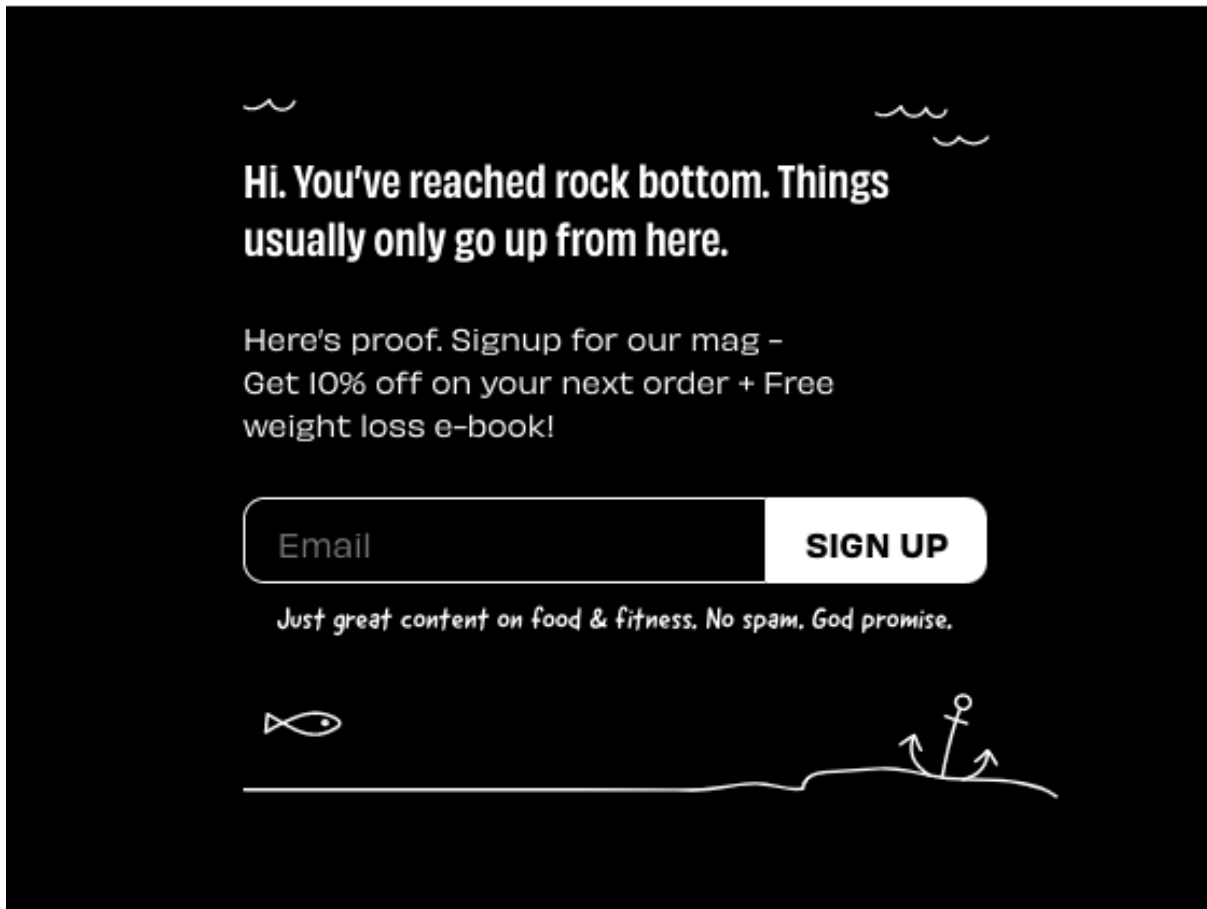 Hi. You’ve reached rock bottom. Things
usually only go up from here.
Here’s proof. Signup for our mag –
Get 10% off on your next order + Free
weight loss e-book!
Email
SIGN UP
Just great content on food & fitness. No spam. God promise.